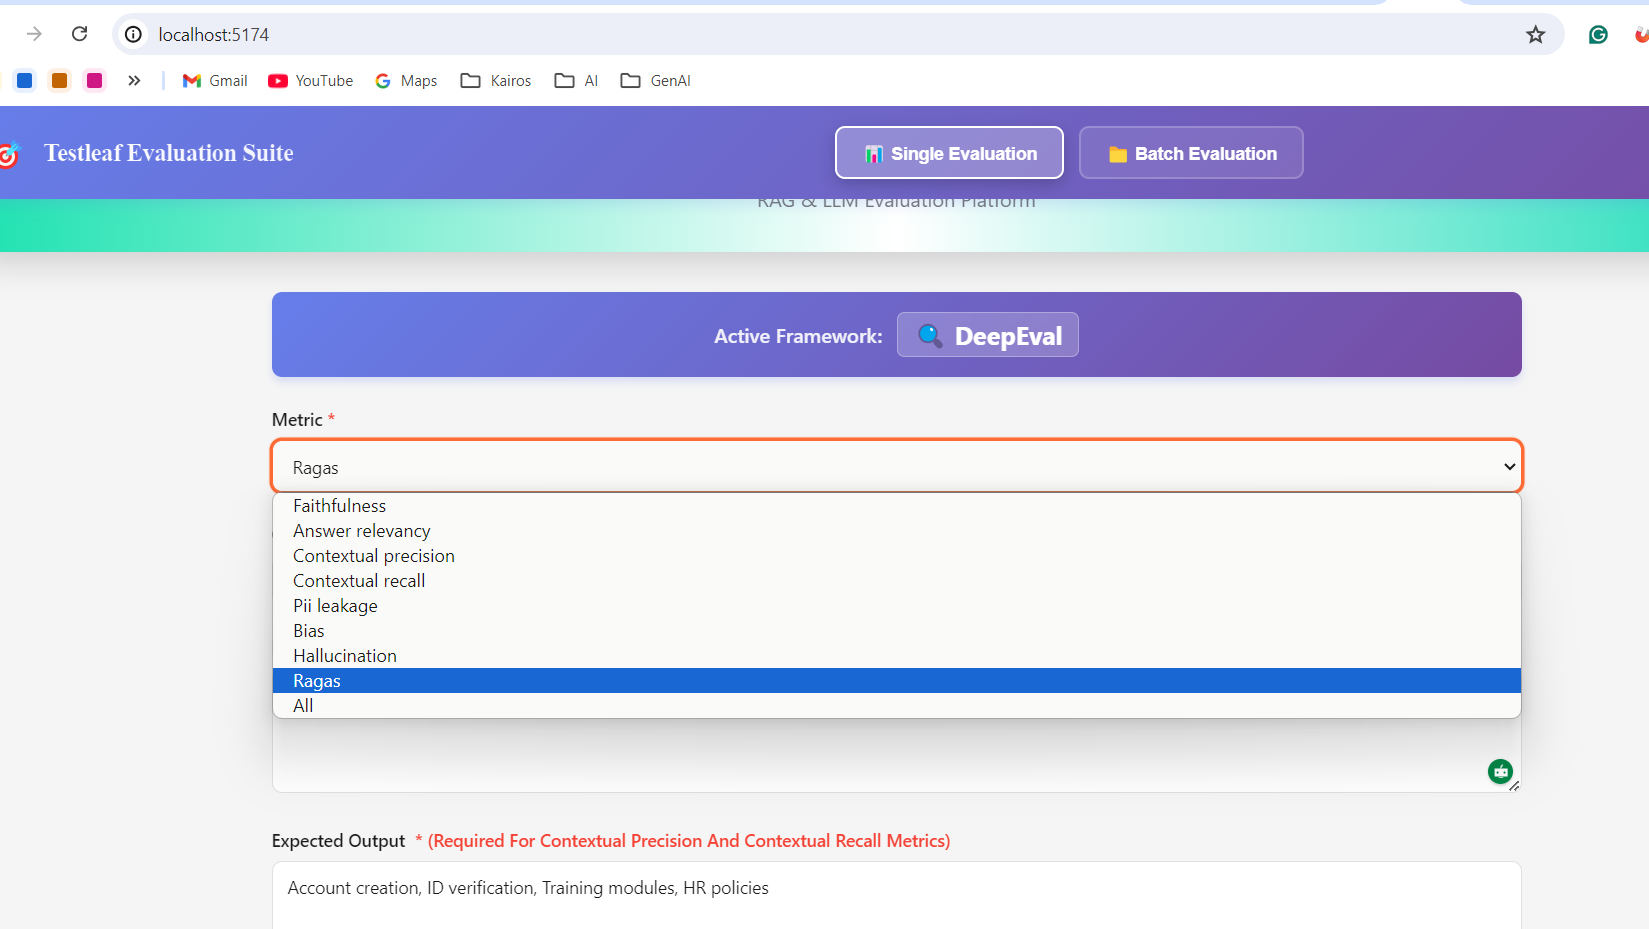 localhost:5174
Gmail YouTube Maps Kairos AI GenAI
Testleaf Evaluation Suite
Single Evaluation
Batch Evaluation
RAG & LLM Evaluation Platform
Active Framework: DeepEval
Metric *
Ragas
Faithfulness
Answer relevancy
Contextual precision
Contextual recall
Pii leakage
Bias
Hallucination
Ragas
All
Expected Output * (Required For Contextual Precision And Contextual Recall Metrics)
Account creation, ID verification, Training modules, HR policies